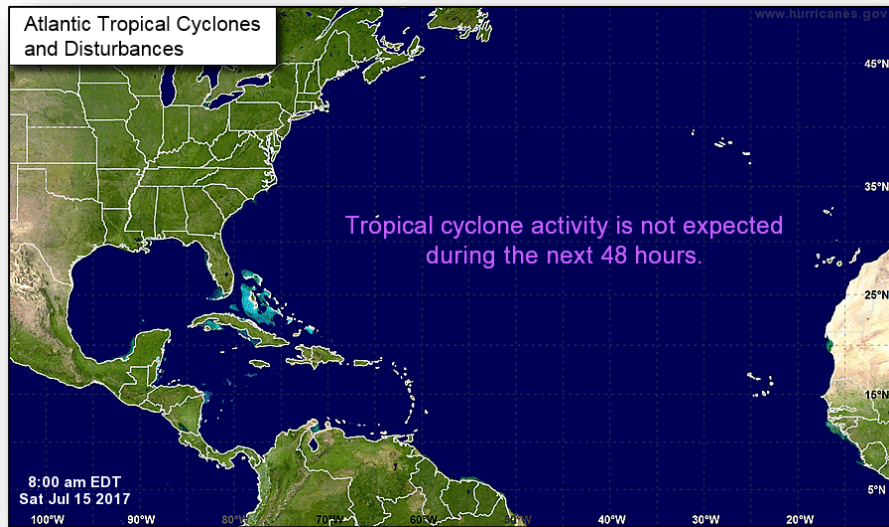 Atlantic Tropical Cyclones
and Disturbances
www.hurricanes.gov
45°N
35°N
Tropical cyclone activity is not expected
during the next 48 hours.
25°N
15°N
8:00 am EDT
Sat Jul 15 2017
5°N
100°W 90°W 80°W 70°W 60°W 50°W 40°W 30°W 20°W